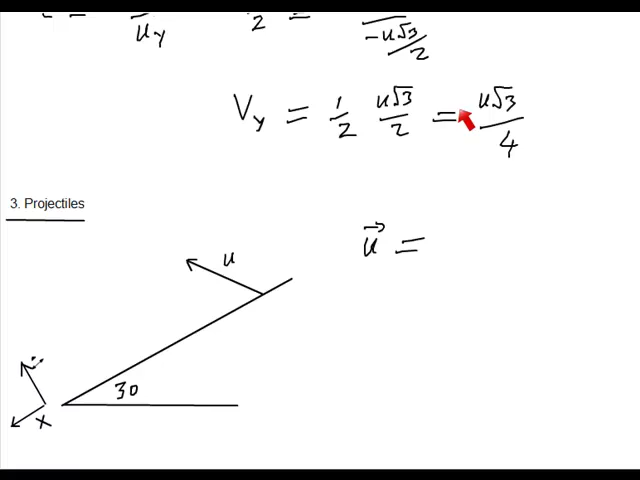 u_y 2 = -u√3/2
V_y = 1/2 u√3/2 = u√3/4
3. Projectiles
u⃗ =
u
30
x